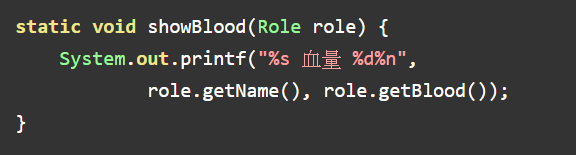 static void showBlood(Role role) {
    System.out.printf("%s 血量 %d%n",
            role.getName(), role.getBlood());
}